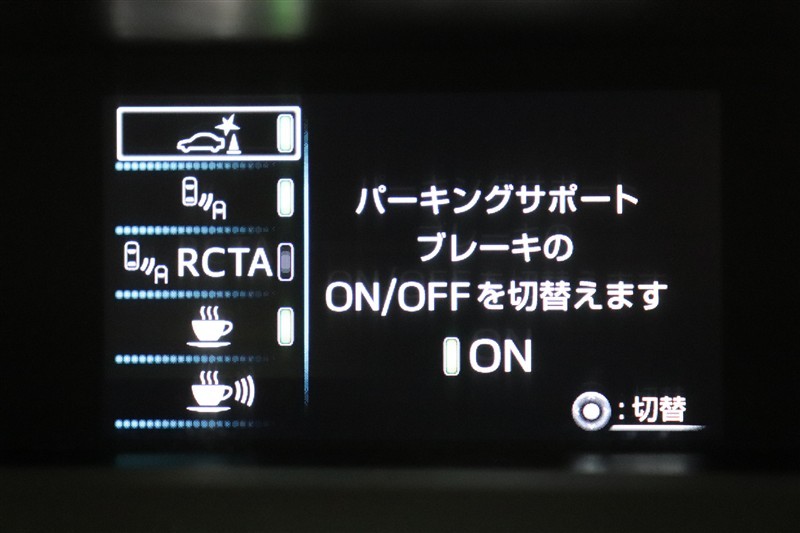 RCTA
パーキングサポート
ブレーキの
ON/OFFを切替えます
ON
:切替